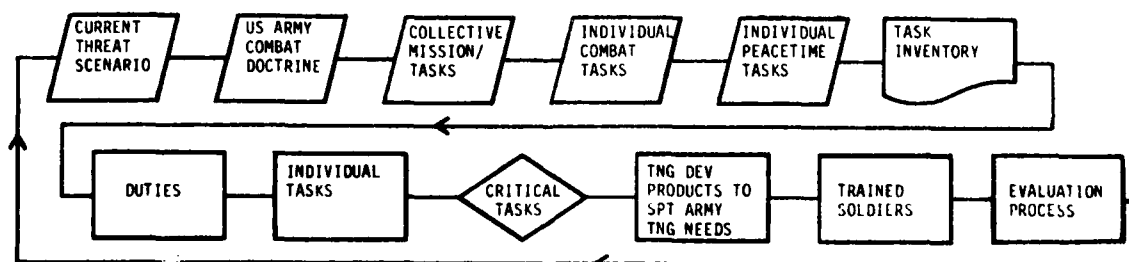 CURRENT
THREAT
SCENARIO
US ARMY
COMBAT
DOCTRINE
COLLECTIVE
MISSION/
TASKS
INDIVIDUAL
COMBAT
TASKS
INDIVIDUAL
PEACETIME
TASKS
TASK
INVENTORY
DUTIES
INDIVIDUAL
TASKS
CRITICAL
TASKS
TNG DEV
PRODUCTS TO
SPT ARMY
TNG NEEDS
TRAINED
SOLDIERS
EVALUATION
PROCESS